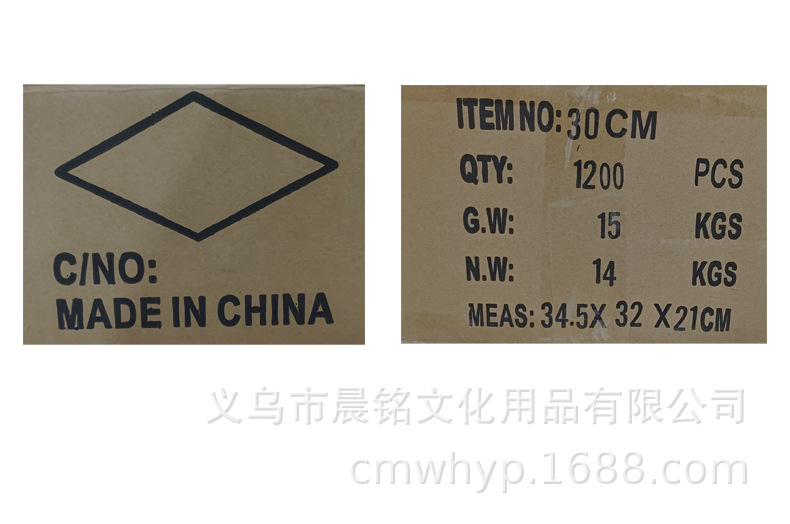 C/NO:
MADE IN CHINA
ITEM NO: 30CM
QTY: 1200 PCS
G.W: 15 KGS
N.W: 14 KGS
MEAS: 34.5X 32 X21CM
义乌市晨铭文化用品有限公司
cmwhyp.1688.com